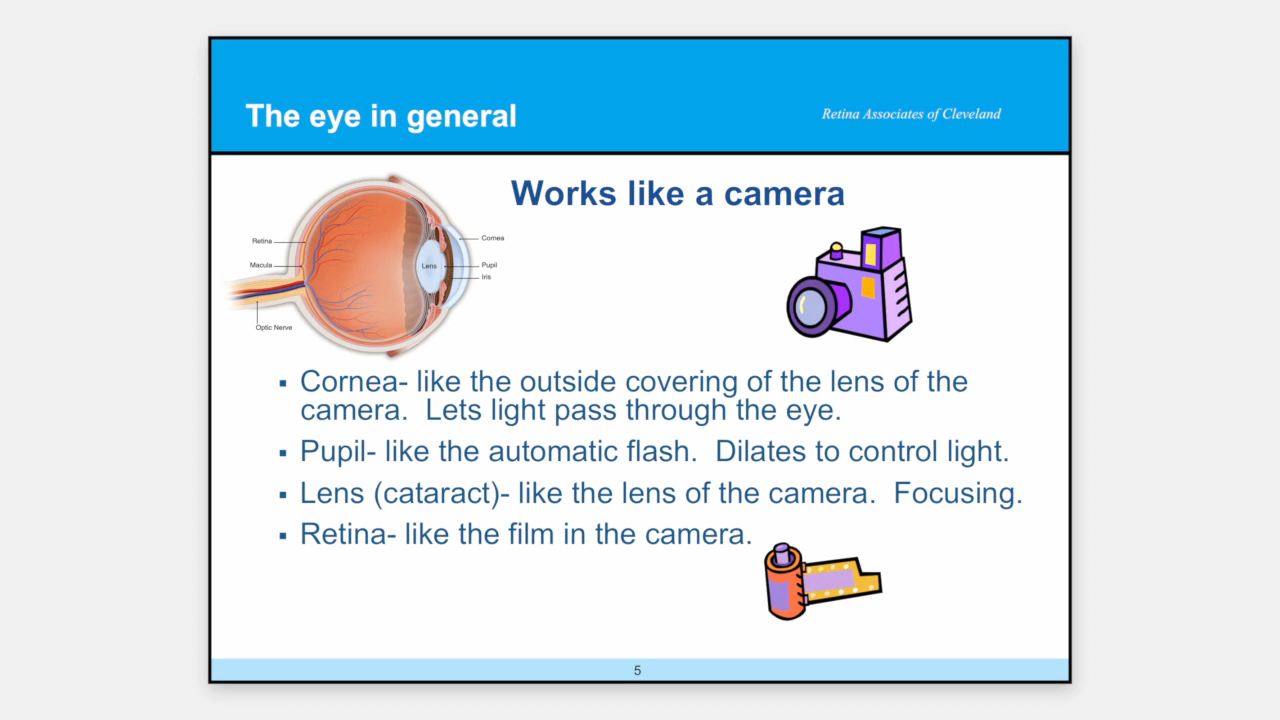 The eye in general
Retina Associates of Cleveland
Works like a camera
Retina
Macula
Optic Nerve
Lens
Cornea
Pupil
Iris
▪ Cornea- like the outside covering of the lens of the
camera.  Lets light pass through the eye.
▪ Pupil- like the automatic flash.  Dilates to control light.
▪ Lens (cataract)- like the lens of the camera.  Focusing.
▪ Retina- like the film in the camera.
5